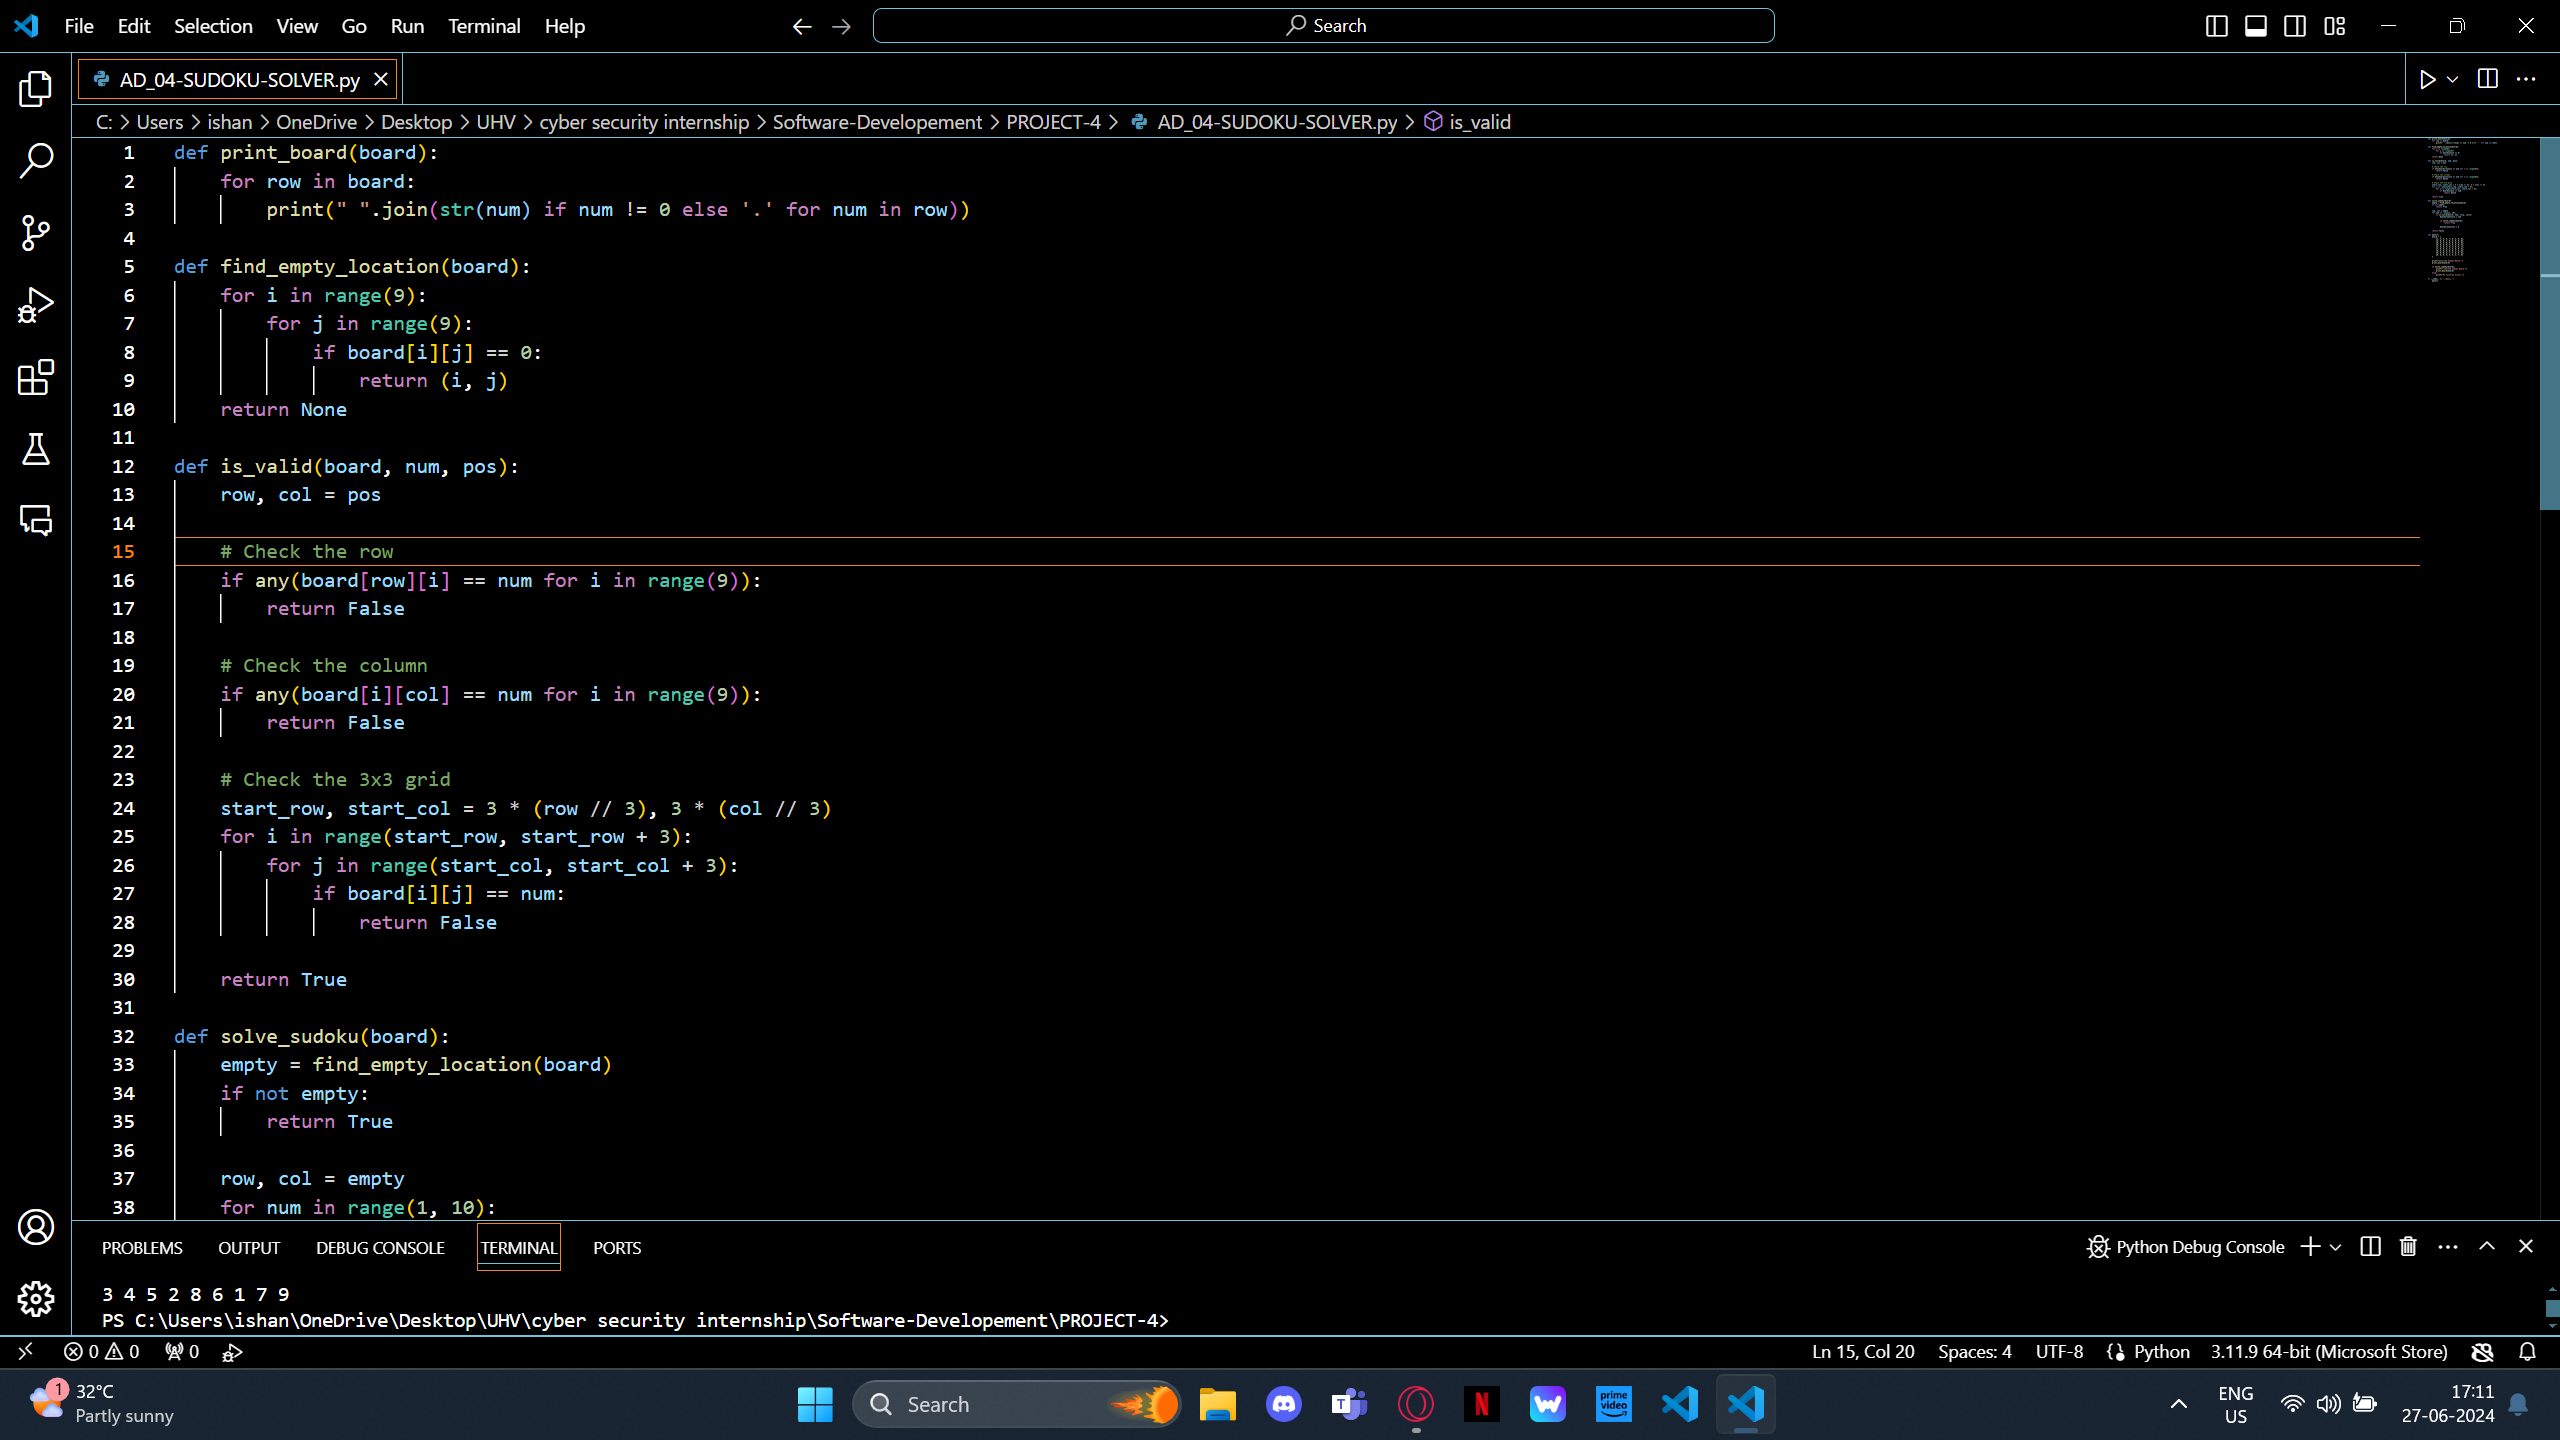 File Edit Selection View Go Run Terminal Help
Search
AD_04-SUDOKU-SOLVER.py
C: > Users > ishan > OneDrive > Desktop > UHV > cyber security internship > Software-Developement > PROJECT-4 > AD_04-SUDOKU-SOLVER.py > is_valid
1 def print_board(board):
2     for row in board:
3         print(" ".join(str(num) if num != 0 else '.' for num in row))
4
5 def find_empty_location(board):
6     for i in range(9):
7         for j in range(9):
8             if board[i][j] == 0:
9                 return (i, j)
10     return None
11
12 def is_valid(board, num, pos):
13     row, col = pos
14
15     # Check the row
16     if any(board[row][i] == num for i in range(9)):
17         return False
18
19     # Check the column
20     if any(board[i][col] == num for i in range(9)):
21         return False
22
23     # Check the 3x3 grid
24     start_row, start_col = 3 * (row // 3), 3 * (col // 3)
25     for i in range(start_row, start_row + 3):
26         for j in range(start_col, start_col + 3):
27             if board[i][j] == num:
28                 return False
29
30     return True
31
32 def solve_sudoku(board):
33     empty = find_empty_location(board)
34     if not empty:
35         return True
36
37     row, col = empty
38     for num in range(1, 10):
PROBLEMS OUTPUT DEBUG CONSOLE TERMINAL PORTS Python Debug Console
3 4 5 2 8 6 1 7 9
PS C:\Users\ishan\OneDrive\Desktop\UHV\cyber security internship\Software-Developement\PROJECT-4>
0 0 0 Ln 15, Col 20 Spaces: 4 UTF-8 Python 3.11.9 64-bit (Microsoft Store)
1 32°C
Partly sunny
Search
prime video
ENG
US
17:11
27-06-2024